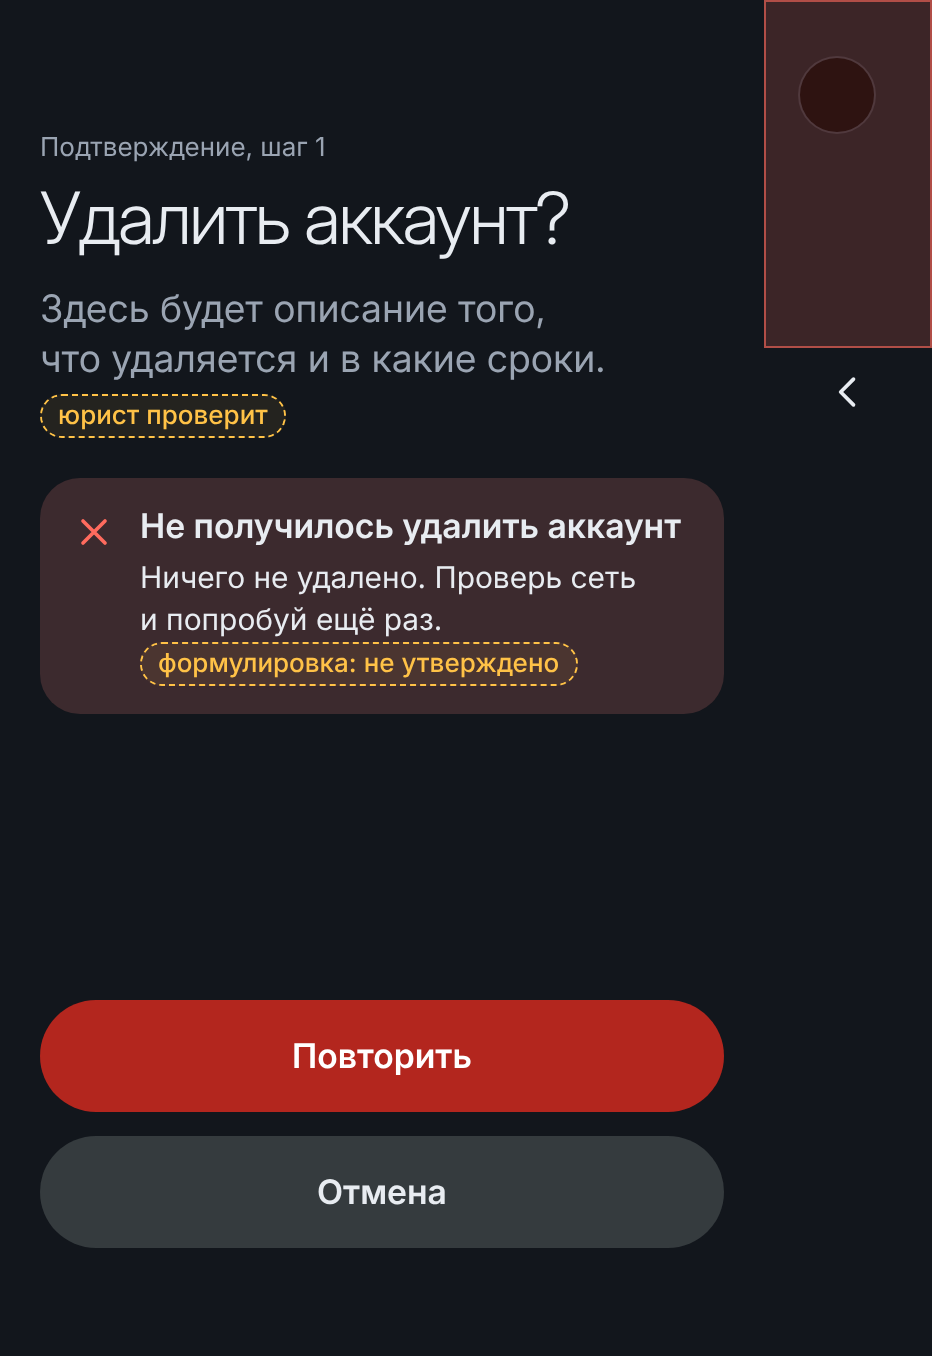 Подтверждение, шаг 1
Удалить аккаунт?
Здесь будет описание того,
что удаляется и в какие сроки.
юрист проверит
Не получилось удалить аккаунт
Ничего не удалено. Проверь сеть
и попробуй ещё раз.
формулировка: не утверждено
Повторить
Отмена